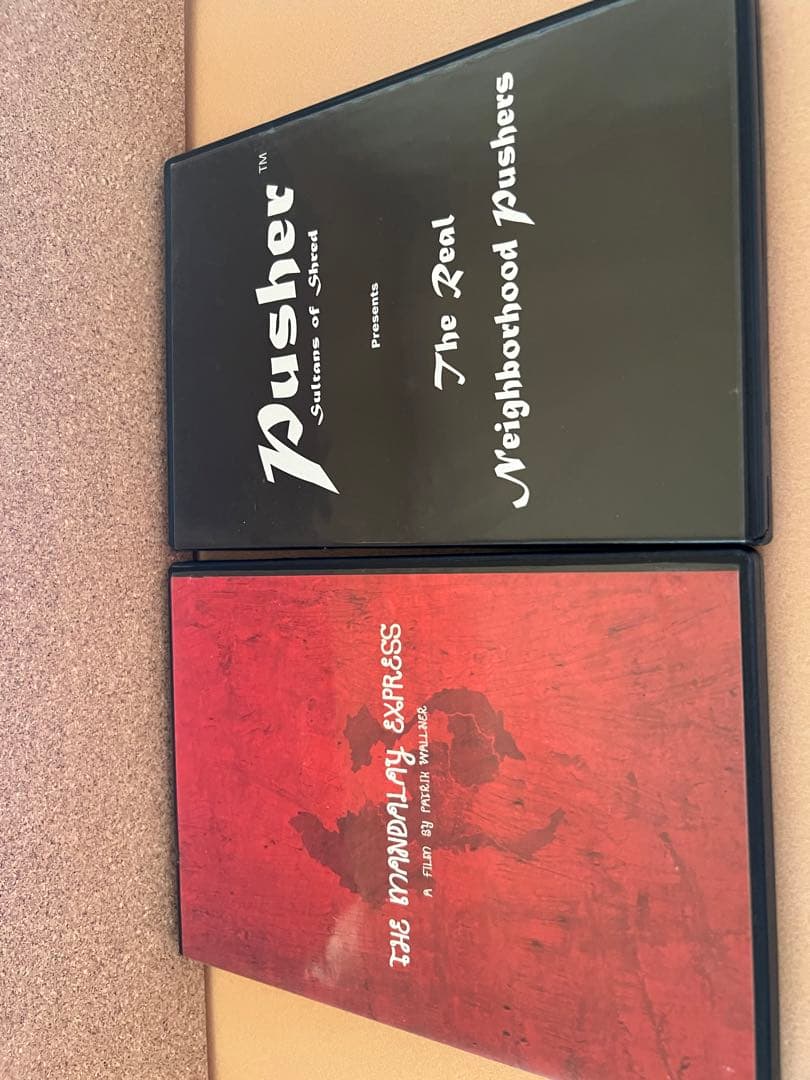 Pusher™
Sultans of Shred
Presents
The Real
Neighborhood Pushers
THE MANDALAY EXPRESS
A FILM BY PATRIK WALLNER